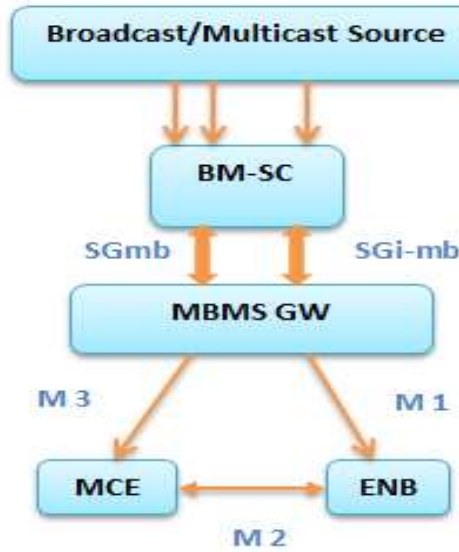 Broadcast/Multicast Source
BM-SC
SGmb
SGi-mb
MBMS GW
M 3
M 1
MCE
ENB
M 2